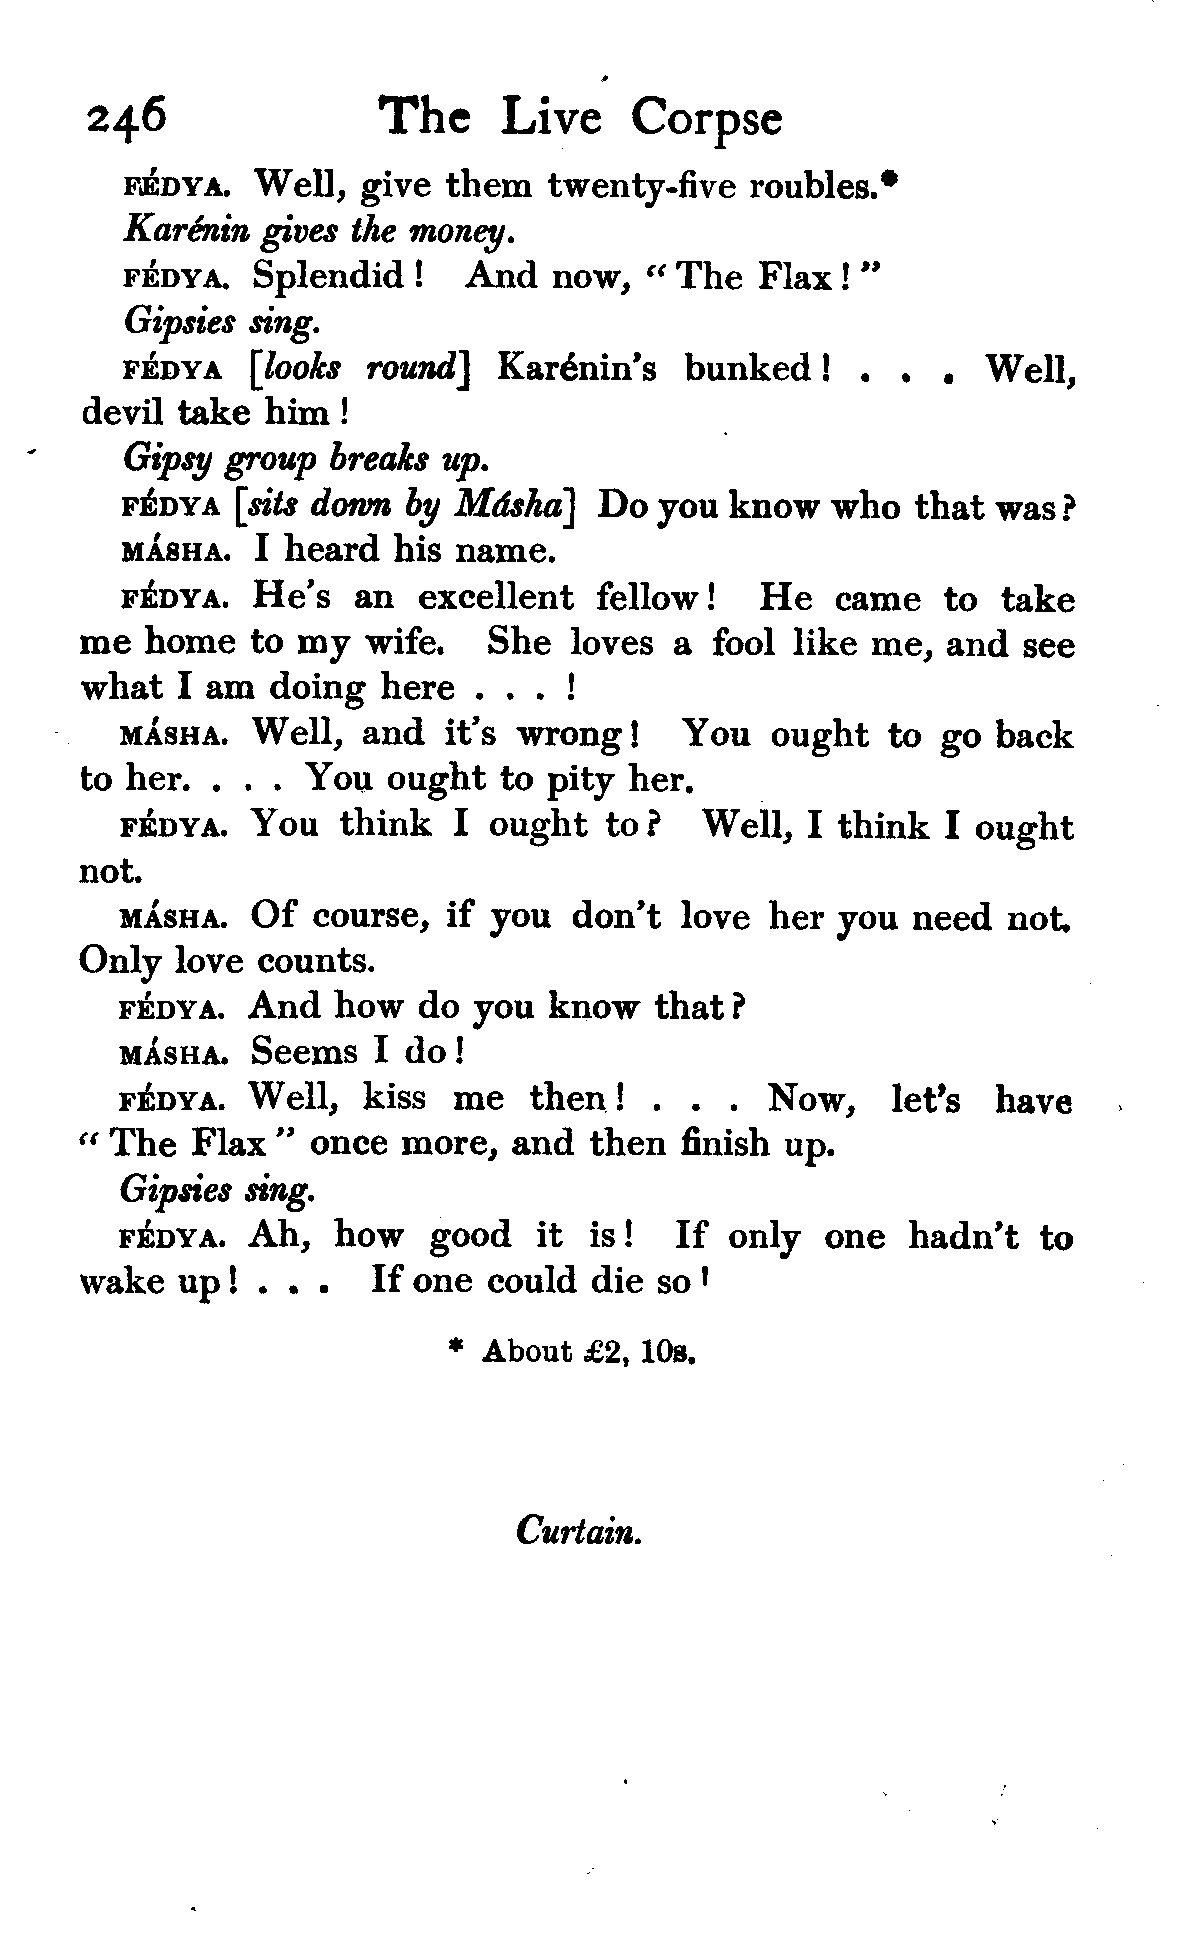 246 The Live Corpse
FÉDYA. Well, give them twenty-five roubles.*
Karénin gives the money.
FÉDYA. Splendid! And now, "The Flax!"
Gipsies sing.
FÉDYA [looks round] Karénin's bunked! . . . Well,
devil take him!
Gipsy group breaks up.
FÉDYA [sits down by Másha] Do you know who that was?
MÁSHA. I heard his name.
FÉDYA. He's an excellent fellow! He came to take
me home to my wife. She loves a fool like me, and see
what I am doing here . . . !
MÁSHA. Well, and it's wrong! You ought to go back
to her. . . . You ought to pity her.
FÉDYA. You think I ought to? Well, I think I ought
not.
MÁSHA. Of course, if you don't love her you need not.
Only love counts.
FÉDYA. And how do you know that?
MÁSHA. Seems I do!
FÉDYA. Well, kiss me then! . . . Now, let's have
"The Flax" once more, and then finish up.
Gipsies sing.
FÉDYA. Ah, how good it is! If only one hadn't to
wake up! . . . If one could die so!
* About £2, 10s.
Curtain.